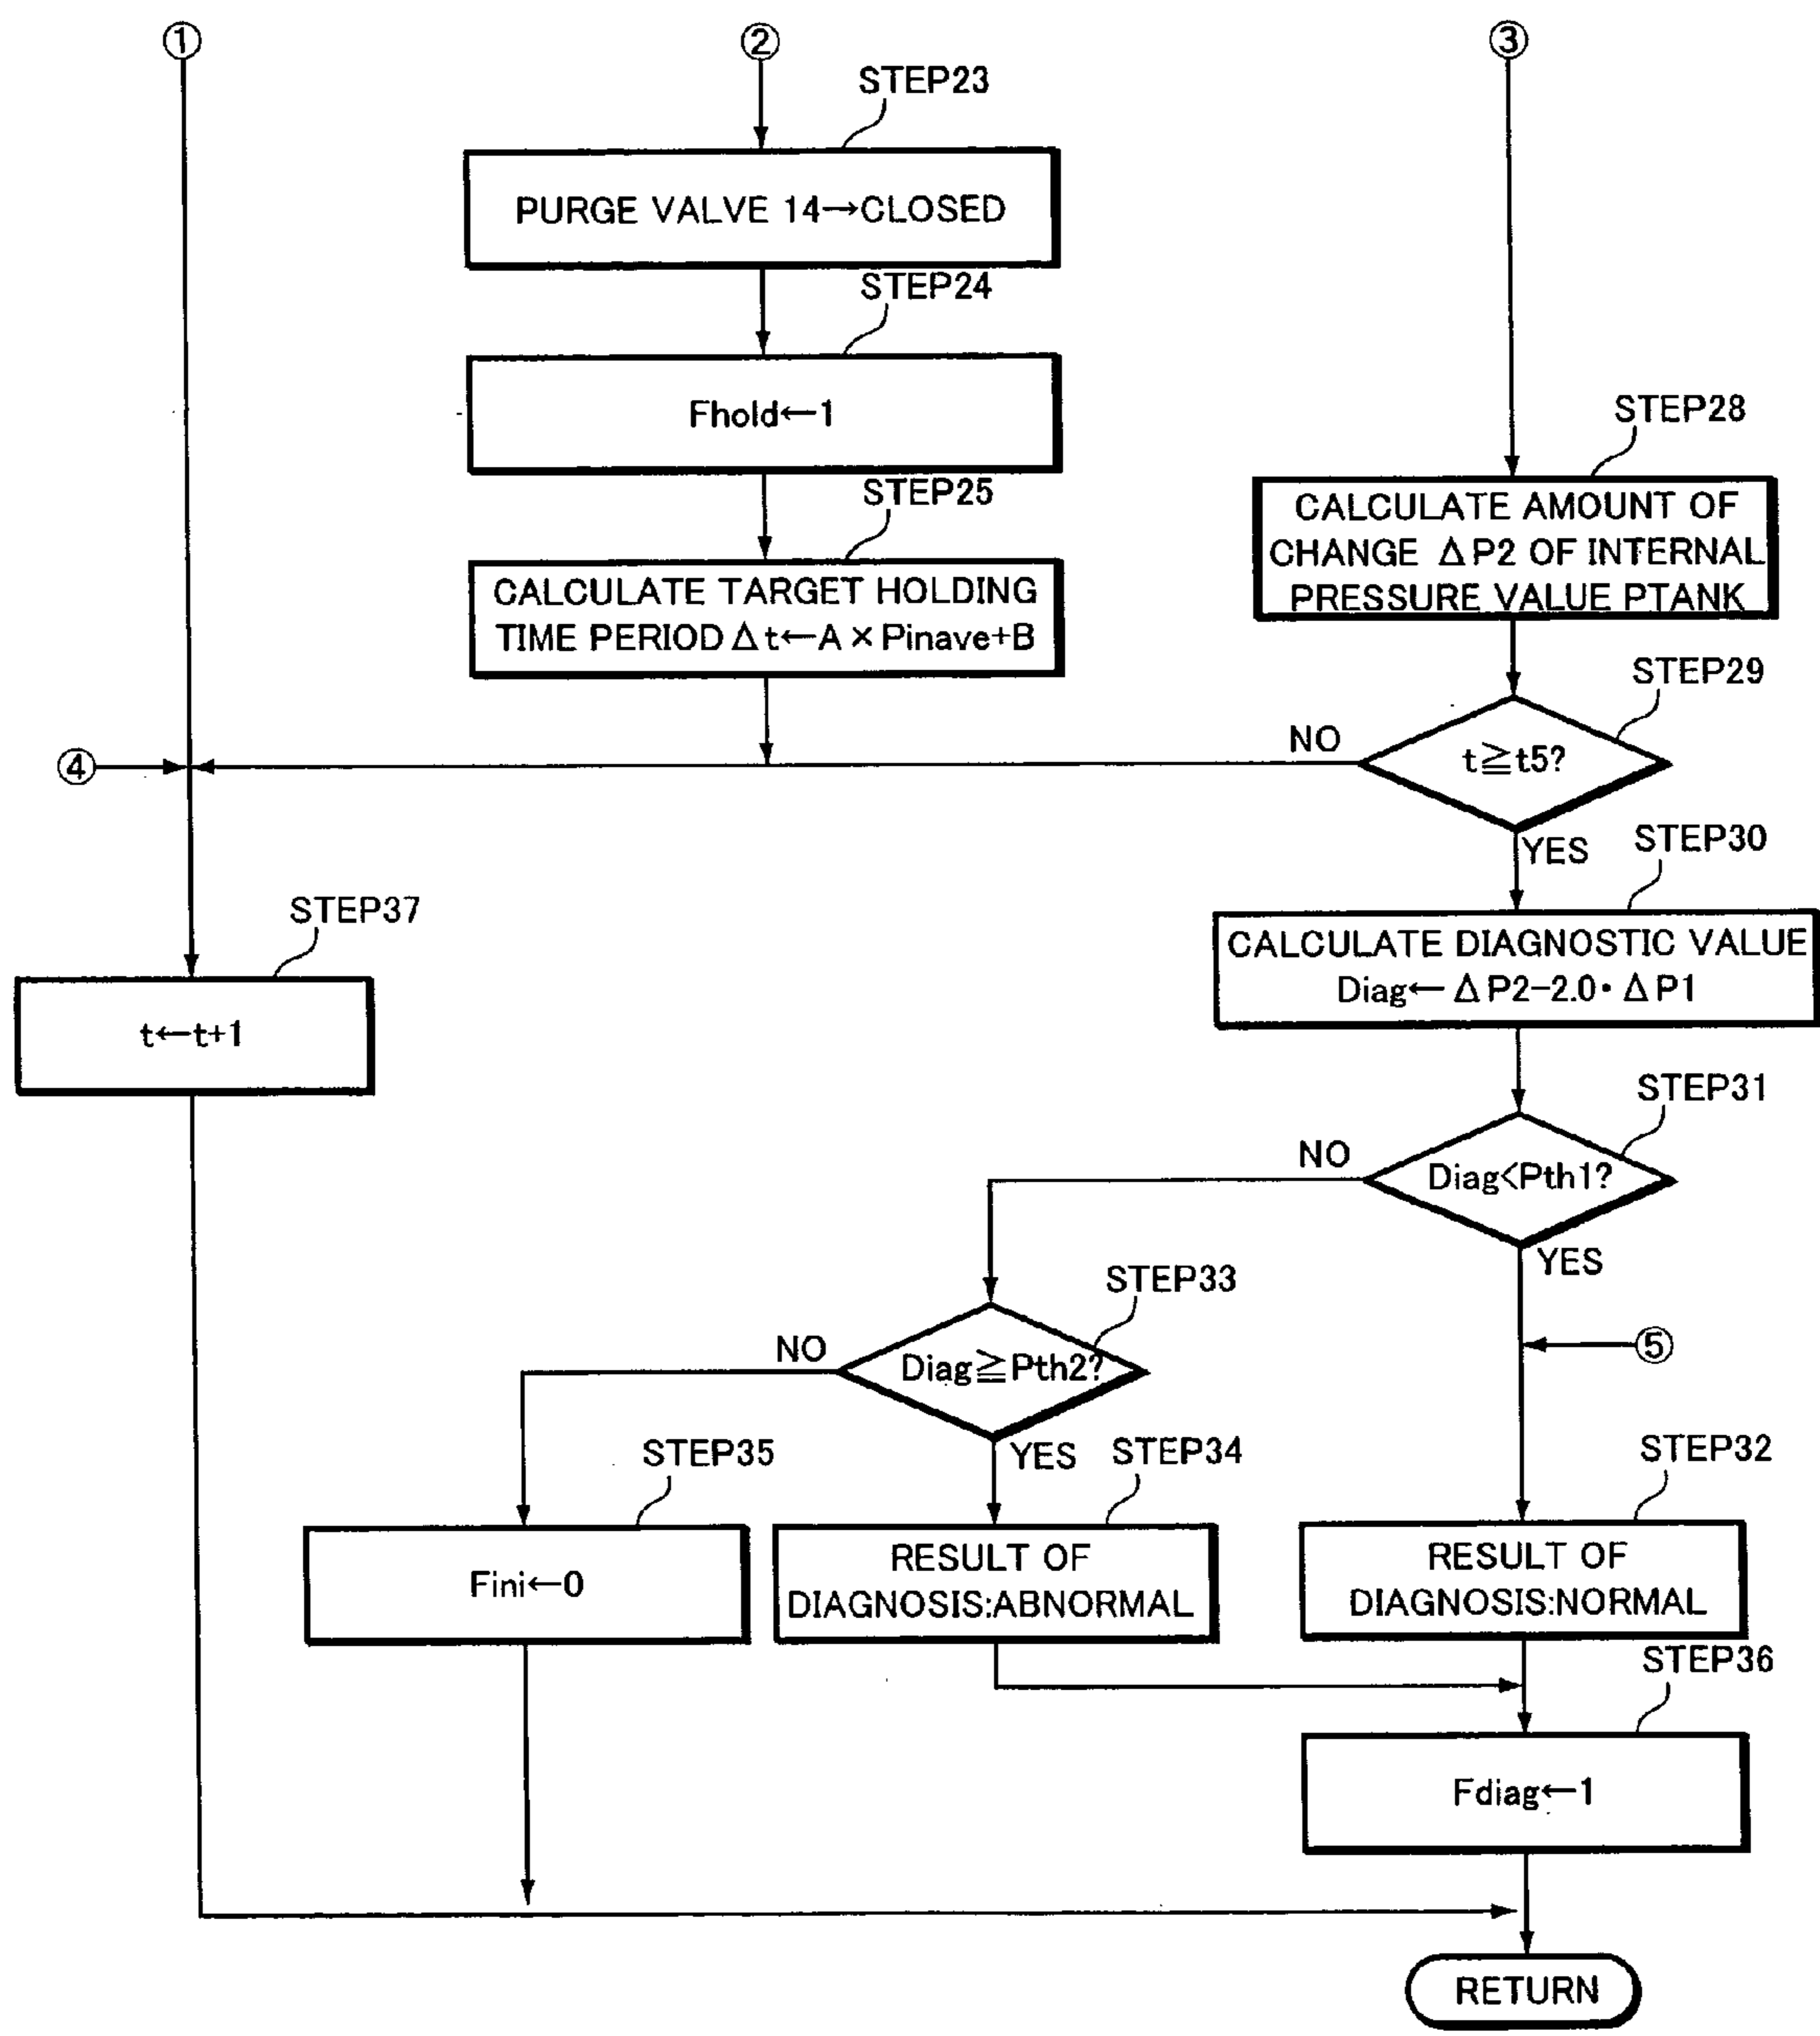 ①
②
③
STEP23
PURGE VALVE 14→CLOSED
STEP24
Fhold←1
STEP25
CALCULATE TARGET HOLDING
TIME PERIOD Δt←A×Pinave+B
STEP28
CALCULATE AMOUNT OF
CHANGE ΔP2 OF INTERNAL
PRESSURE VALUE PTANK
STEP29
t≧t5?
NO
YES
④
STEP30
CALCULATE DIAGNOSTIC VALUE
Diag←ΔP2-2.0・ΔP1
STEP37
t←t+1
STEP31
Diag<Pth1?
NO
YES
⑤
STEP33
Diag≧Pth2?
NO
YES
STEP35
Fini←0
STEP34
RESULT OF
DIAGNOSIS:ABNORMAL
STEP32
RESULT OF
DIAGNOSIS:NORMAL
STEP36
Fdiag←1
RETURN